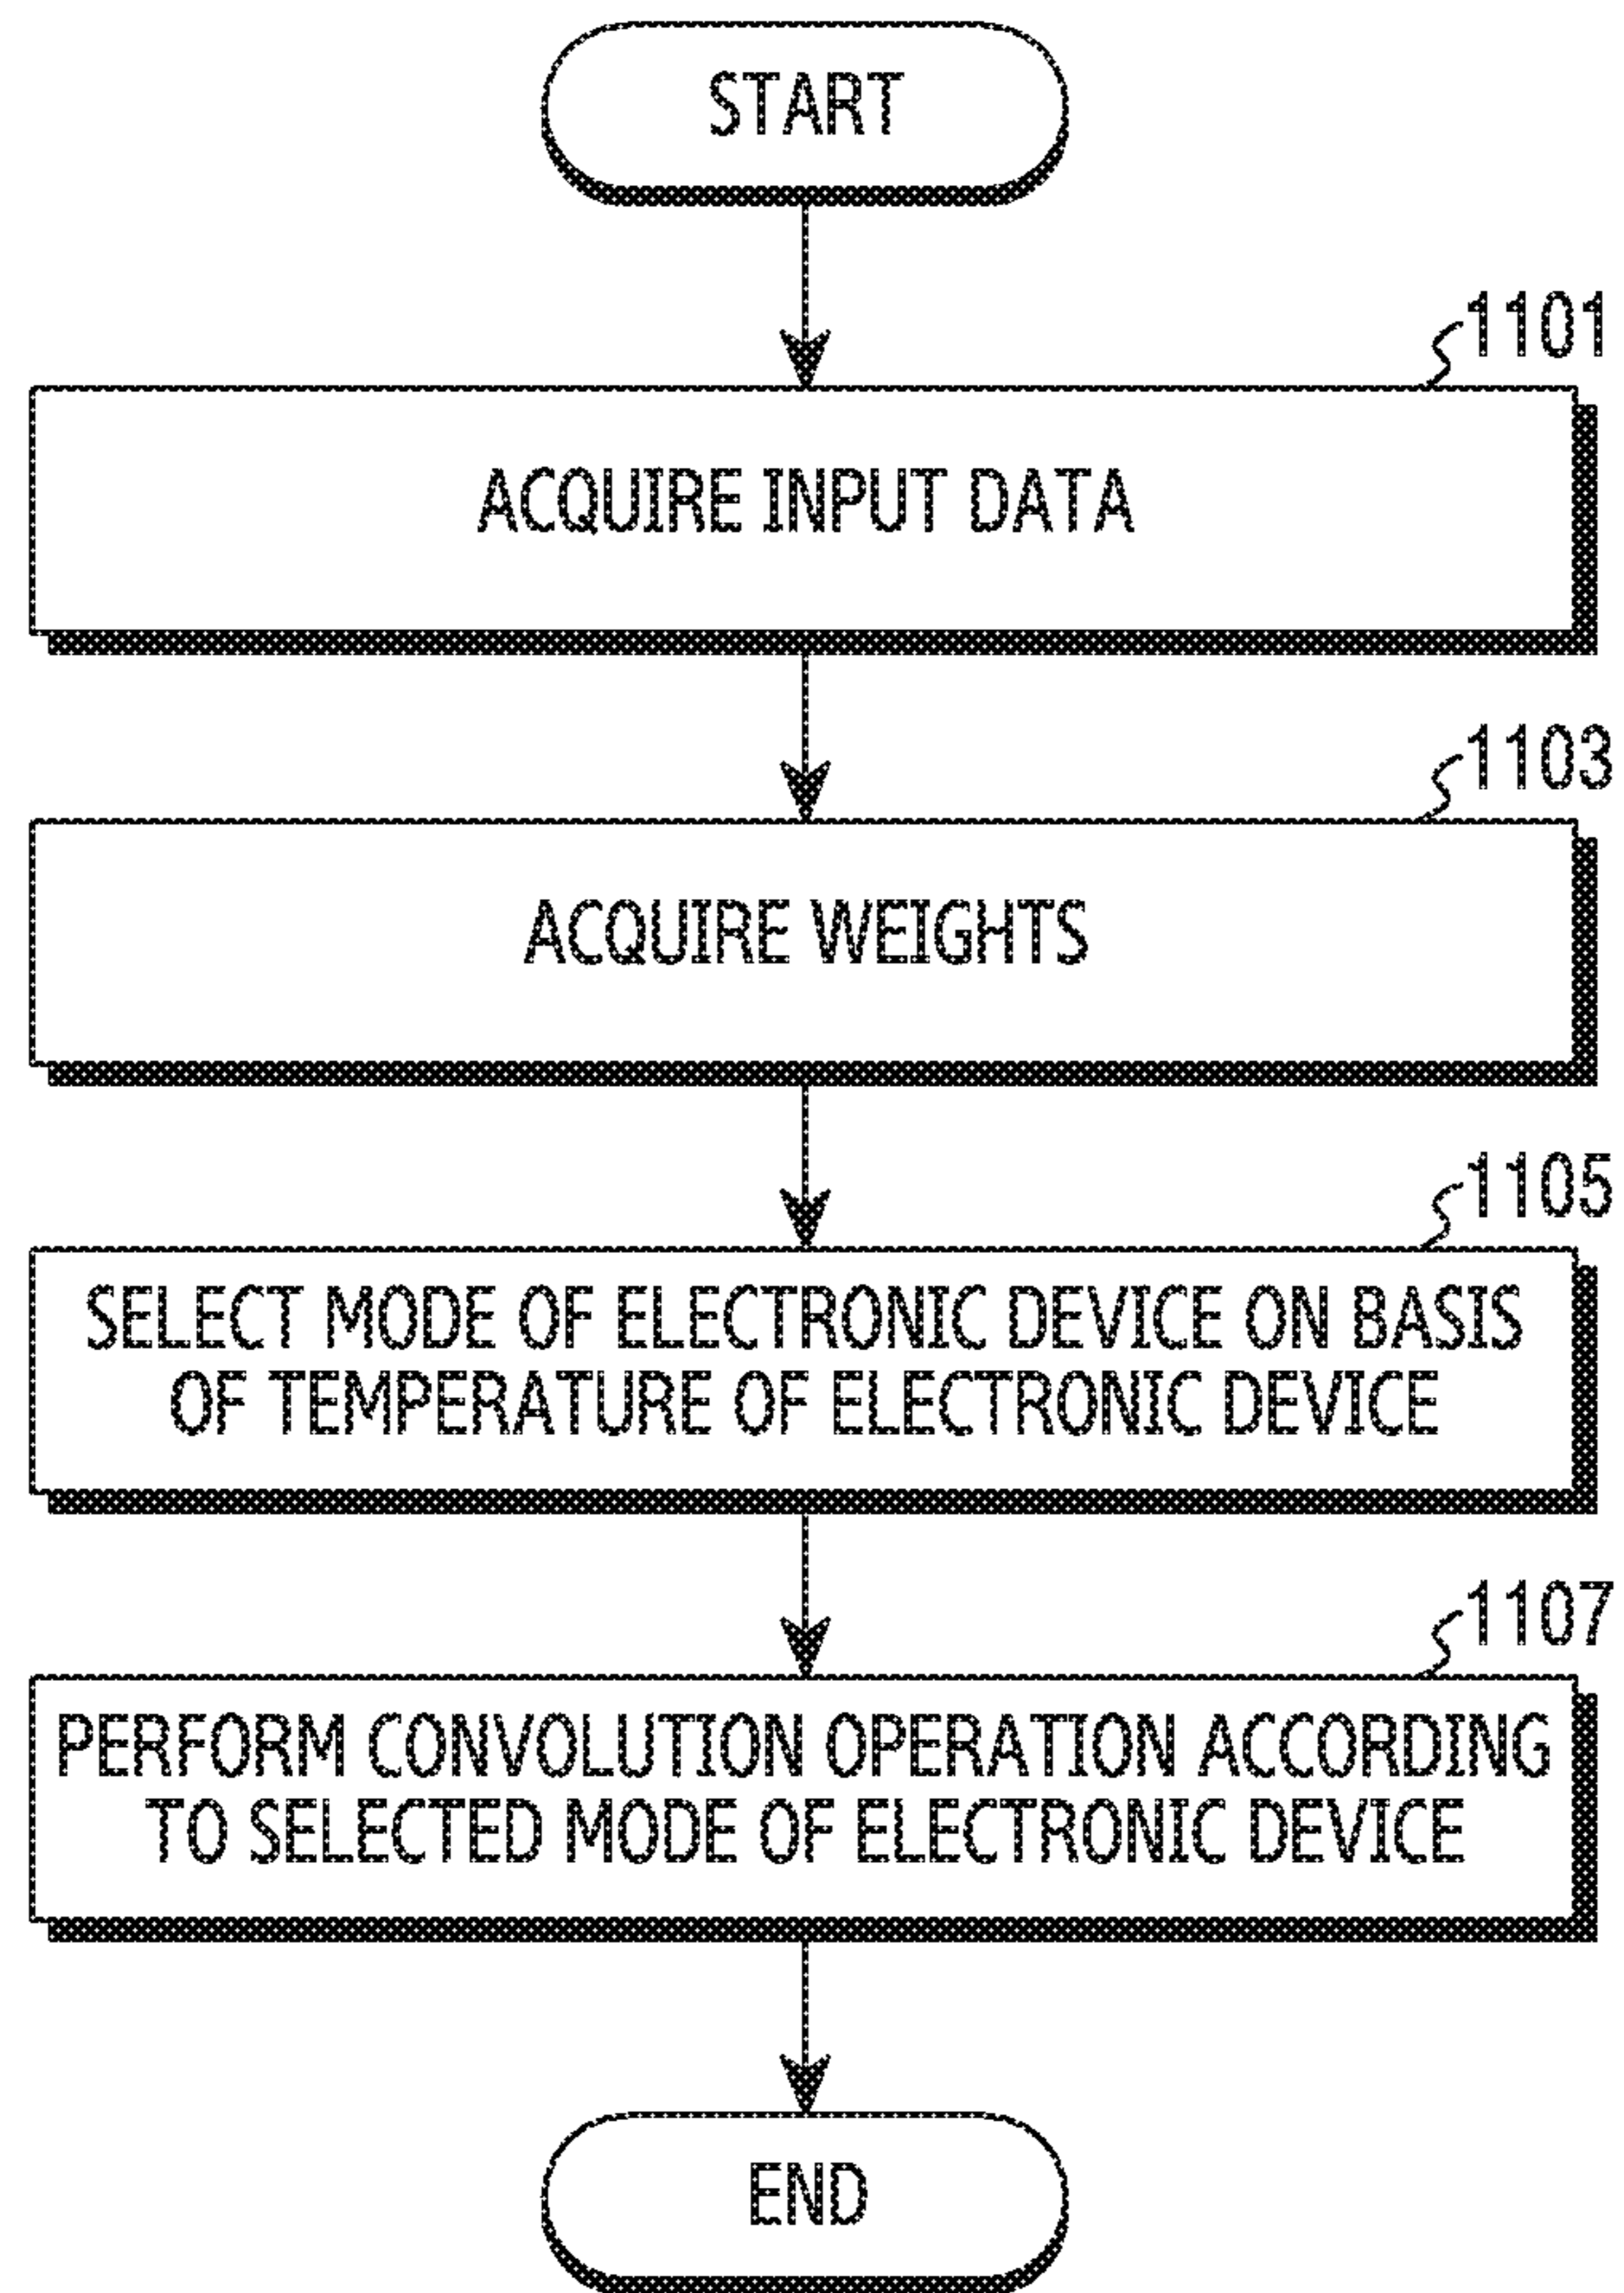 START
1101
ACQUIRE INPUT DATA
1103
ACQUIRE WEIGHTS
1105
SELECT MODE OF ELECTRONIC DEVICE ON BASIS
OF TEMPERATURE OF ELECTRONIC DEVICE
1107
PERFORM CONVOLUTION OPERATION ACCORDING
TO SELECTED MODE OF ELECTRONIC DEVICE
END